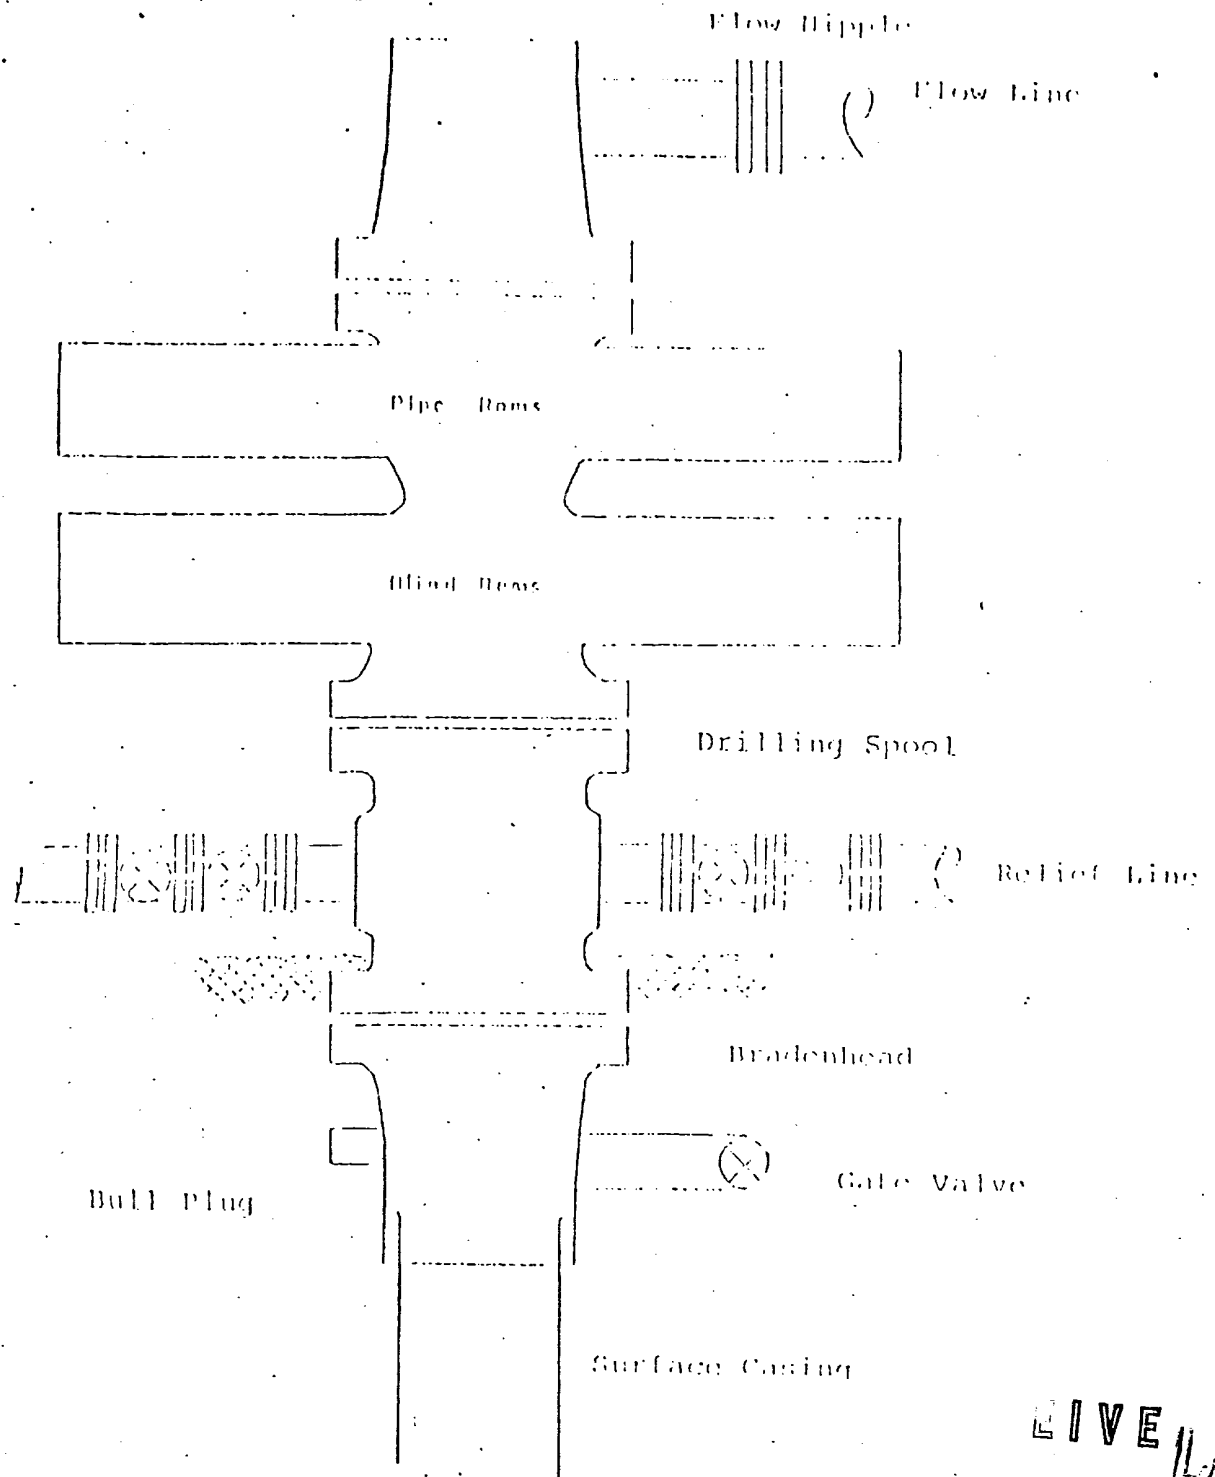 Flow Nipple
Flow Line
Pipe Rams
Blind Rams
Drilling Spool
Relief Line
Bradenhead
Gate Valve
Bull Plug
Surface Casing
EIVE